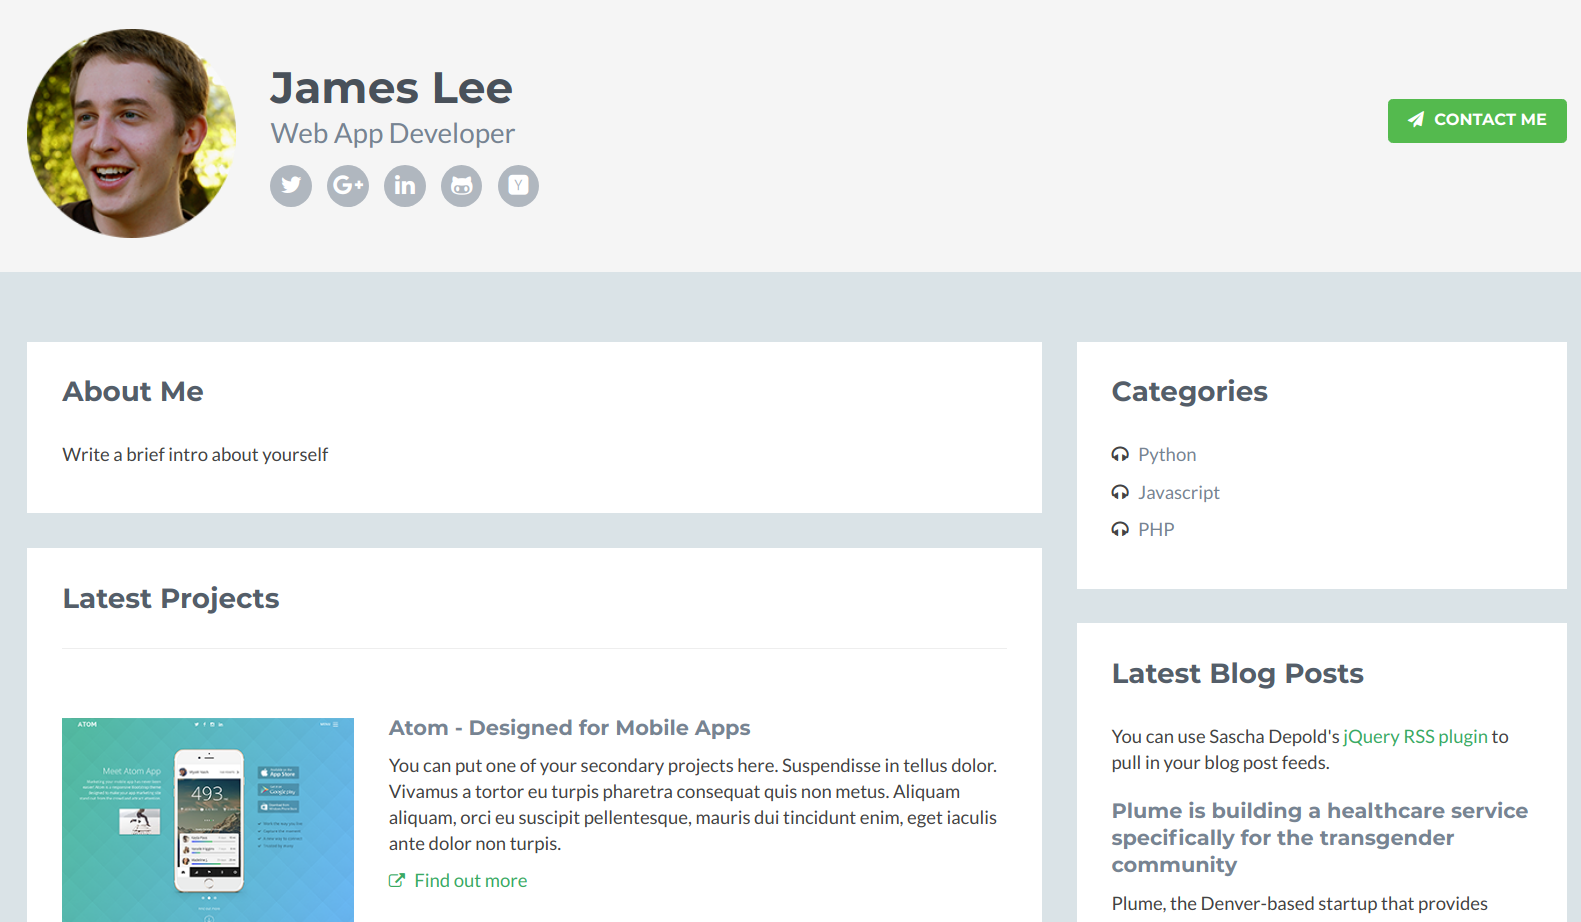 James Lee
Web App Developer
G+
in
Y
CONTACT ME
About Me
Write a brief intro about yourself
Latest Projects
ATOM
Meet Atom App
App Store
Google play
493
Atom - Designed for Mobile Apps
You can put one of your secondary projects here. Suspendisse in tellus dolor.
Vivamus a tortor eu turpis pharetra consequat quis non metus. Aliquam
aliquam, orci eu suscipit pellentesque, mauris dui tincidunt enim, eget iaculis
ante dolor non turpis.
Find out more
Categories
Python
Javascript
PHP
Latest Blog Posts
You can use Sascha Depold's jQuery RSS plugin to
pull in your blog post feeds.
Plume is building a healthcare service
specifically for the transgender
community
Plume, the Denver-based startup that provides